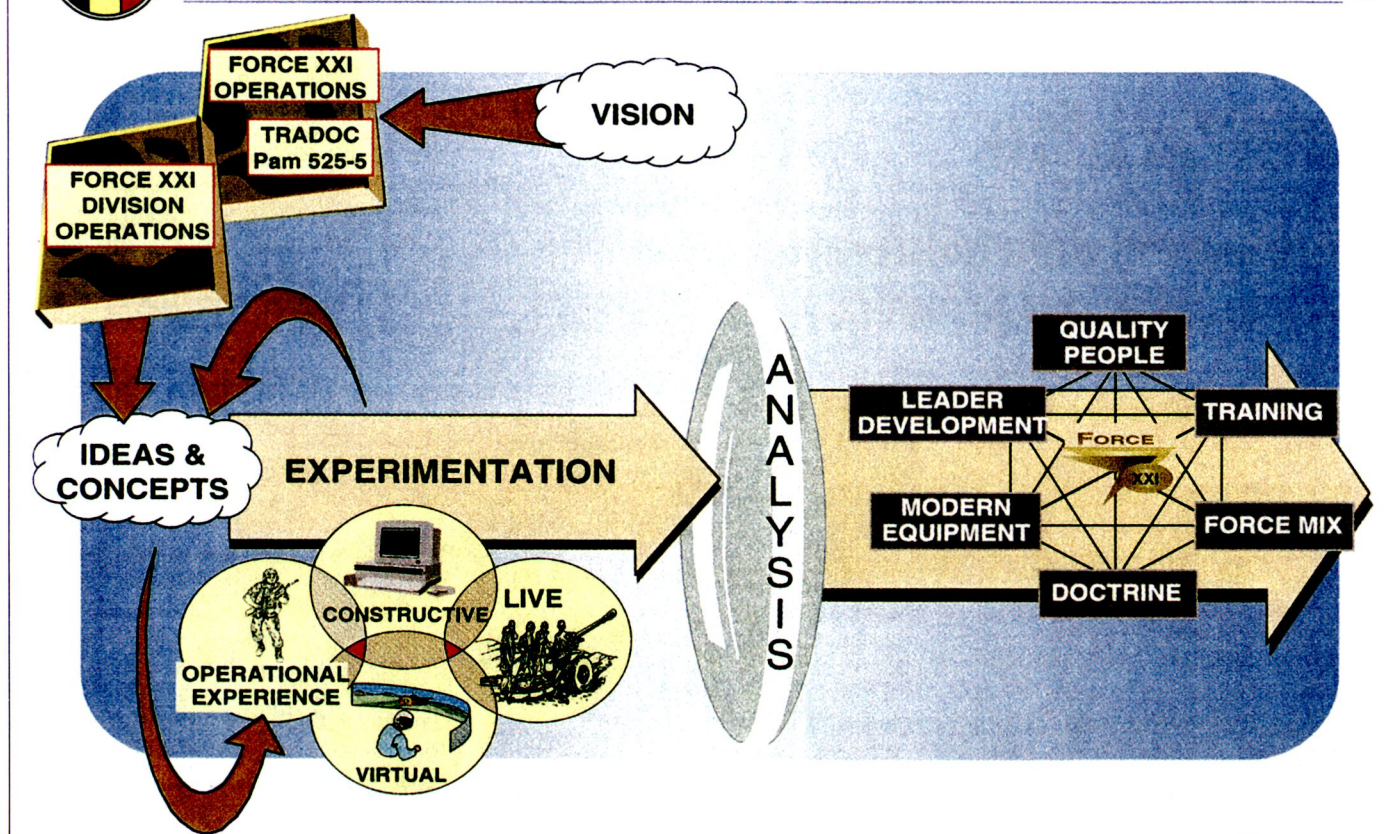 FORCE XXI
OPERATIONS
TRADOC
Pam 525-5
VISION
FORCE XXI
DIVISION
OPERATIONS
IDEAS &
CONCEPTS
EXPERIMENTATION
CONSTRUCTIVE
LIVE
OPERATIONAL
EXPERIENCE
VIRTUAL
ANALYSIS
QUALITY
PEOPLE
LEADER
DEVELOPMENT
TRAINING
FORCE
XXI
MODERN
EQUIPMENT
FORCE MIX
DOCTRINE